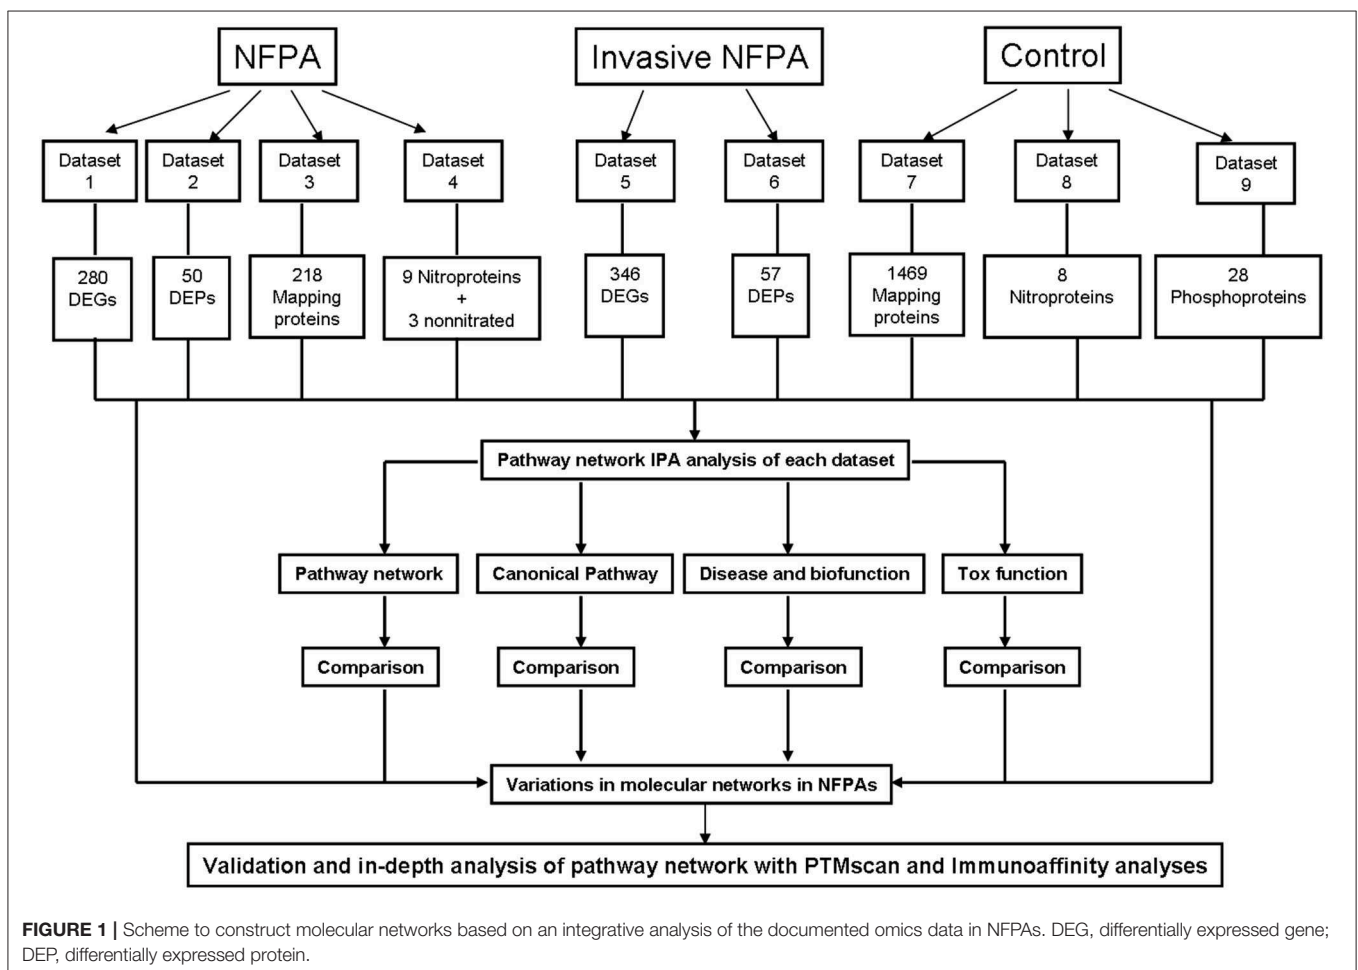 NFPA
Invasive NFPA
Control
Dataset
1
Dataset
2
Dataset
3
Dataset
4
Dataset
5
Dataset
6
Dataset
7
Dataset
8
Dataset
9
280
DEGs
50
DEPs
218
Mapping
proteins
9 Nitroproteins
+
3 nonnitrated
346
DEGs
57
DEPs
1469
Mapping
proteins
8
Nitroproteins
28
Phosphoproteins
Pathway network IPA analysis of each dataset
Pathway network
Canonical Pathway
Disease and biofunction
Tox function
Comparison
Comparison
Comparison
Comparison
Variations in molecular networks in NFPAs
Validation and in-depth analysis of pathway network with PTMscan and Immunoaffinity analyses
FIGURE 1 | Scheme to construct molecular networks based on an integrative analysis of the documented omics data in NFPAs. DEG, differentially expressed gene;
DEP, differentially expressed protein.